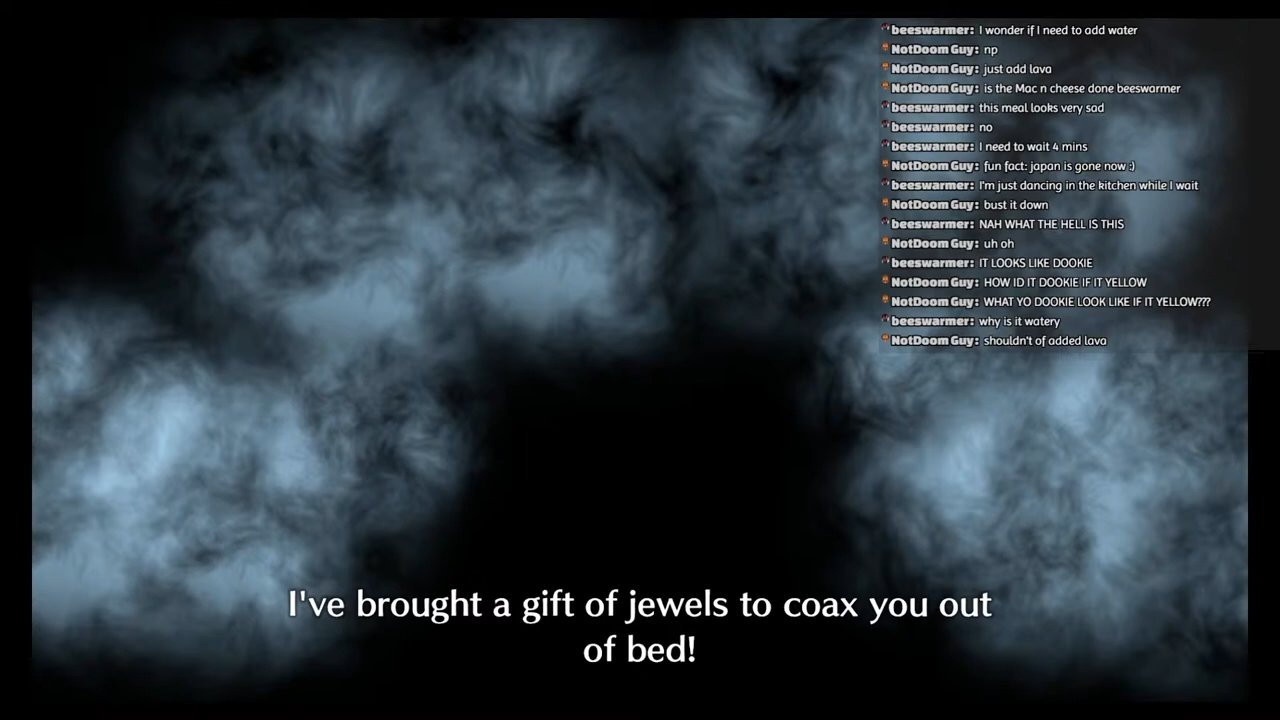 beeswarmer: I wonder if I need to add water
NotDoom Guy: np
NotDoom Guy: just add lava
NotDoom Guy: is the Mac n cheese done beeswarmer
beeswarmer: this meal looks very sad
beeswarmer: no
beeswarmer: I need to wait 4 mins
NotDoom Guy: fun fact: japan is gone now :)
beeswarmer: I'm just dancing in the kitchen while I wait
NotDoom Guy: bust it down
beeswarmer: NAH WHAT THE HELL IS THIS
NotDoom Guy: uh oh
beeswarmer: IT LOOKS LIKE DOOKIE
NotDoom Guy: HOW ID IT DOOKIE IF IT YELLOW
NotDoom Guy: WHAT YO DOOKIE LOOK LIKE IF IT YELLOW???
beeswarmer: why is it watery
NotDoom Guy: shouldn't of added lava
I've brought a gift of jewels to coax you out
of bed!